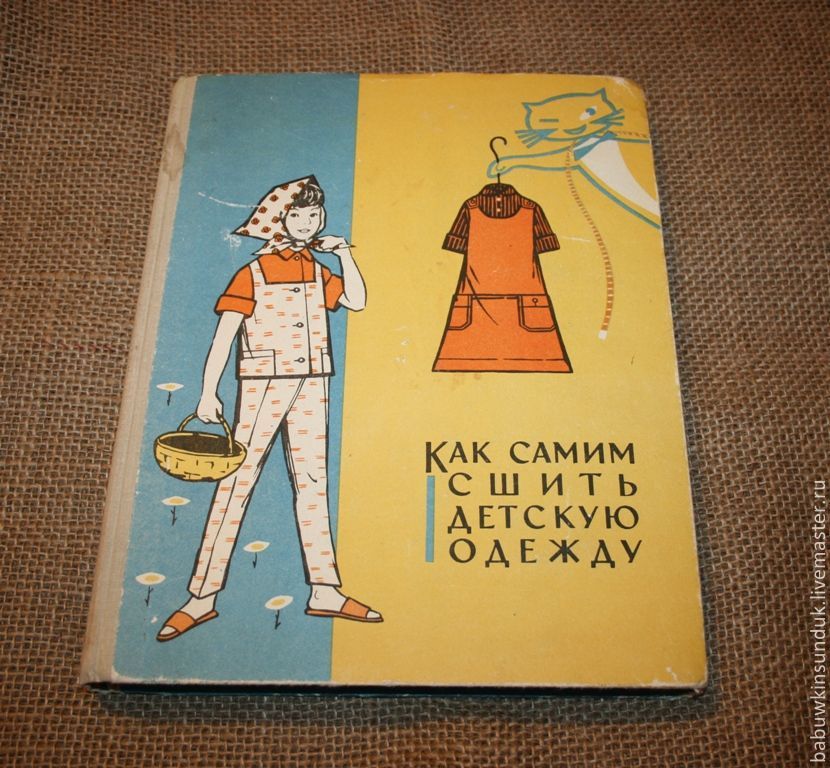 Как самим
сшить
детскую
одежду
babuwkinsunduk.livemaster.ru